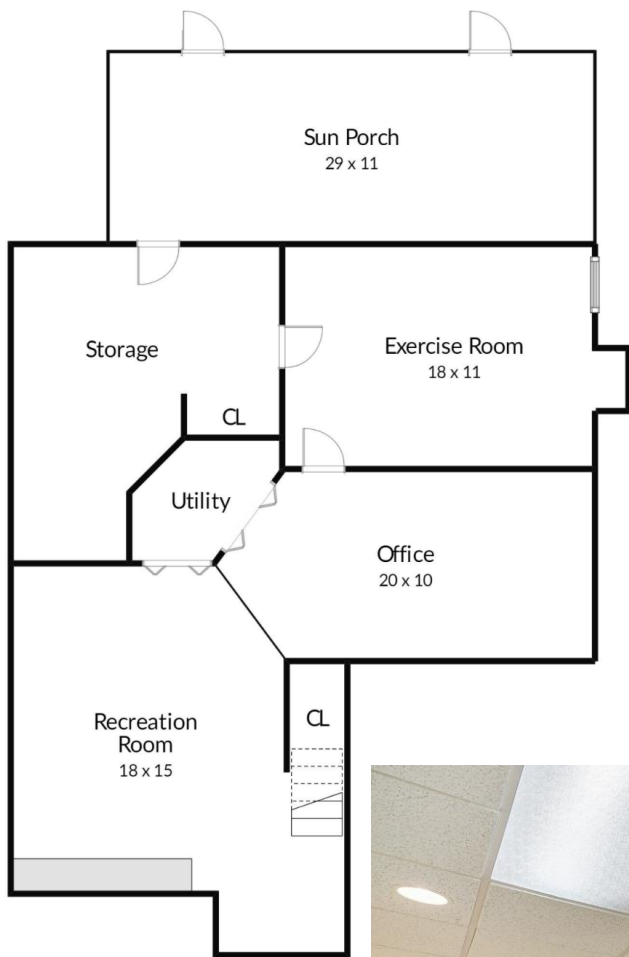 Sun Porch
29 x 11
Storage
Exercise Room
18 x 11
CL
Utility
Office
20 x 10
Recreation
Room
18 x 15
CL